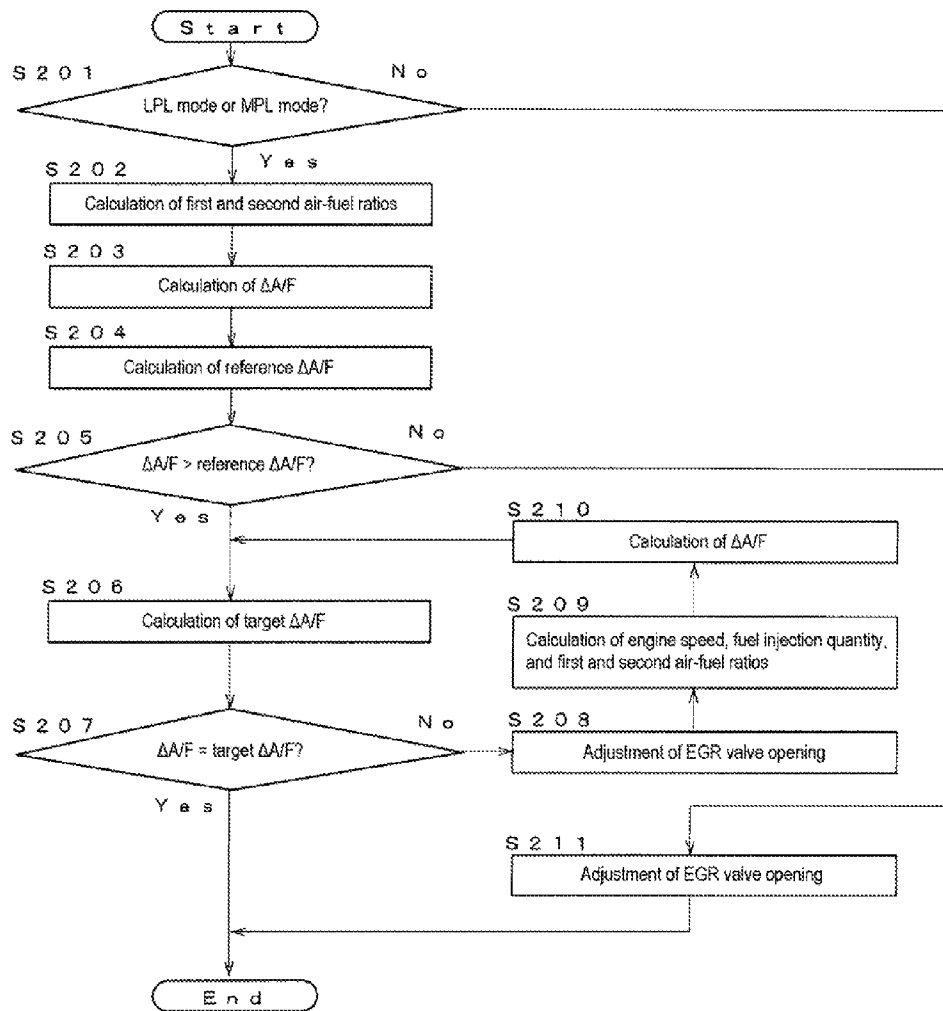 Start
S201
No
LPL mode or MPL mode?
Yes
S202
Calculation of first and second air-fuel ratios
S203
Calculation of ΔA/F
S204
Calculation of reference ΔA/F
S205
No
ΔA/F > reference ΔA/F?
Yes
S210
Calculation of ΔA/F
S206
Calculation of target ΔA/F
S209
Calculation of engine speed, fuel injection quantity,
and first and second air-fuel ratios
S207
No
ΔA/F = target ΔA/F?
S208
Adjustment of EGR valve opening
Yes
S211
Adjustment of EGR valve opening
End